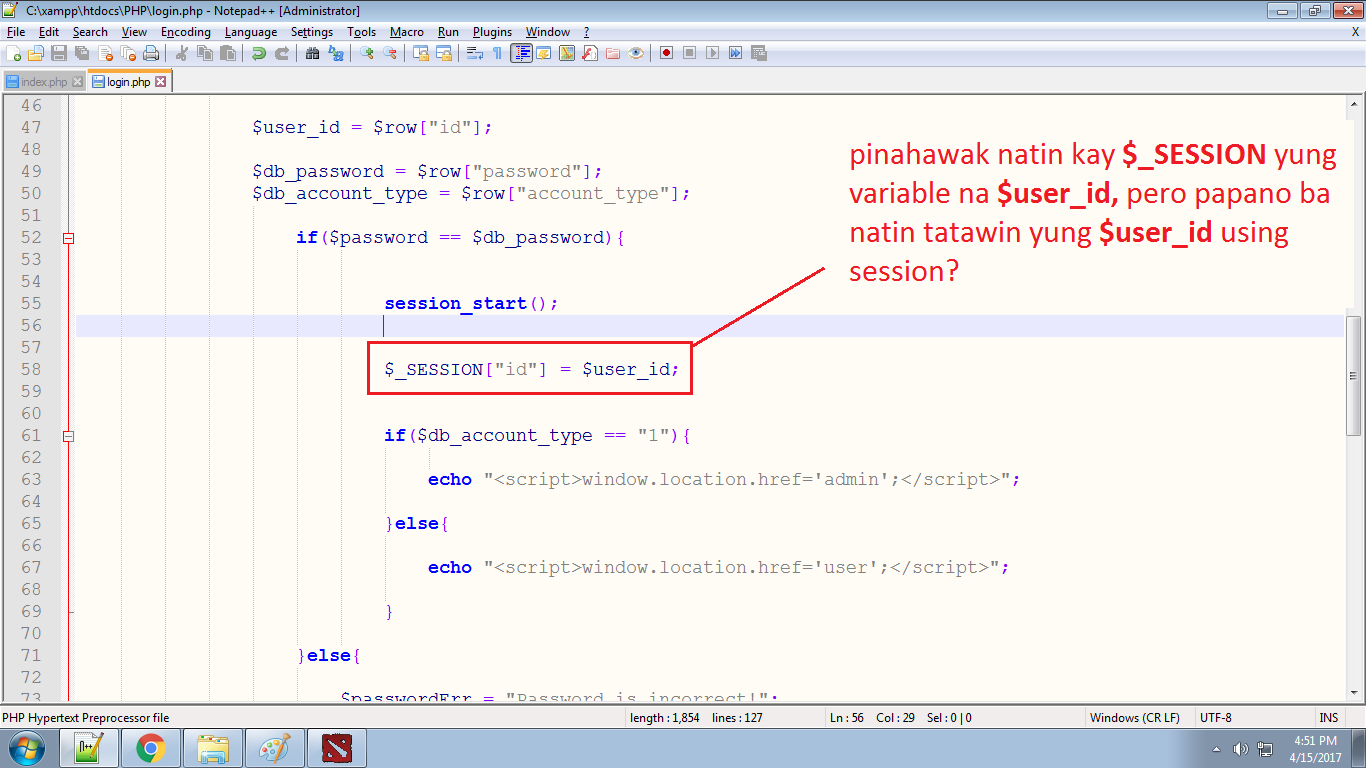 C:\xampp\htdocs\PHP\login.php - Notepad++ [Administrator]
File Edit Search View Encoding Language Settings Tools Macro Run Plugins Window ? X
index.php login.php
46
47 $user_id = $row["id"];
48
49 $db_password = $row["password"];
50 $db_account_type = $row["account_type"];
51
52 if($password == $db_password){
53
54
55 session_start();
56
57
58 $_SESSION["id"] = $user_id;
59
60
61 if($db_account_type == "1"){
62
63 echo "<script>window.location.href='admin';</script>";
64
65 }else{
66
67 echo "<script>window.location.href='user';</script>";
68
69 }
70
71 }else{
72
73 $passwordErr = "Password is incorrect!";
pinahawak natin kay $_SESSION yung
variable na $user_id, pero papano ba
natin tatawin yung $user_id using
session?
PHP Hypertext Preprocessor file length : 1,854 lines : 127 Ln : 56 Col : 29 Sel : 0 | 0 Windows (CR LF) UTF-8 INS
4:51 PM
4/15/2017